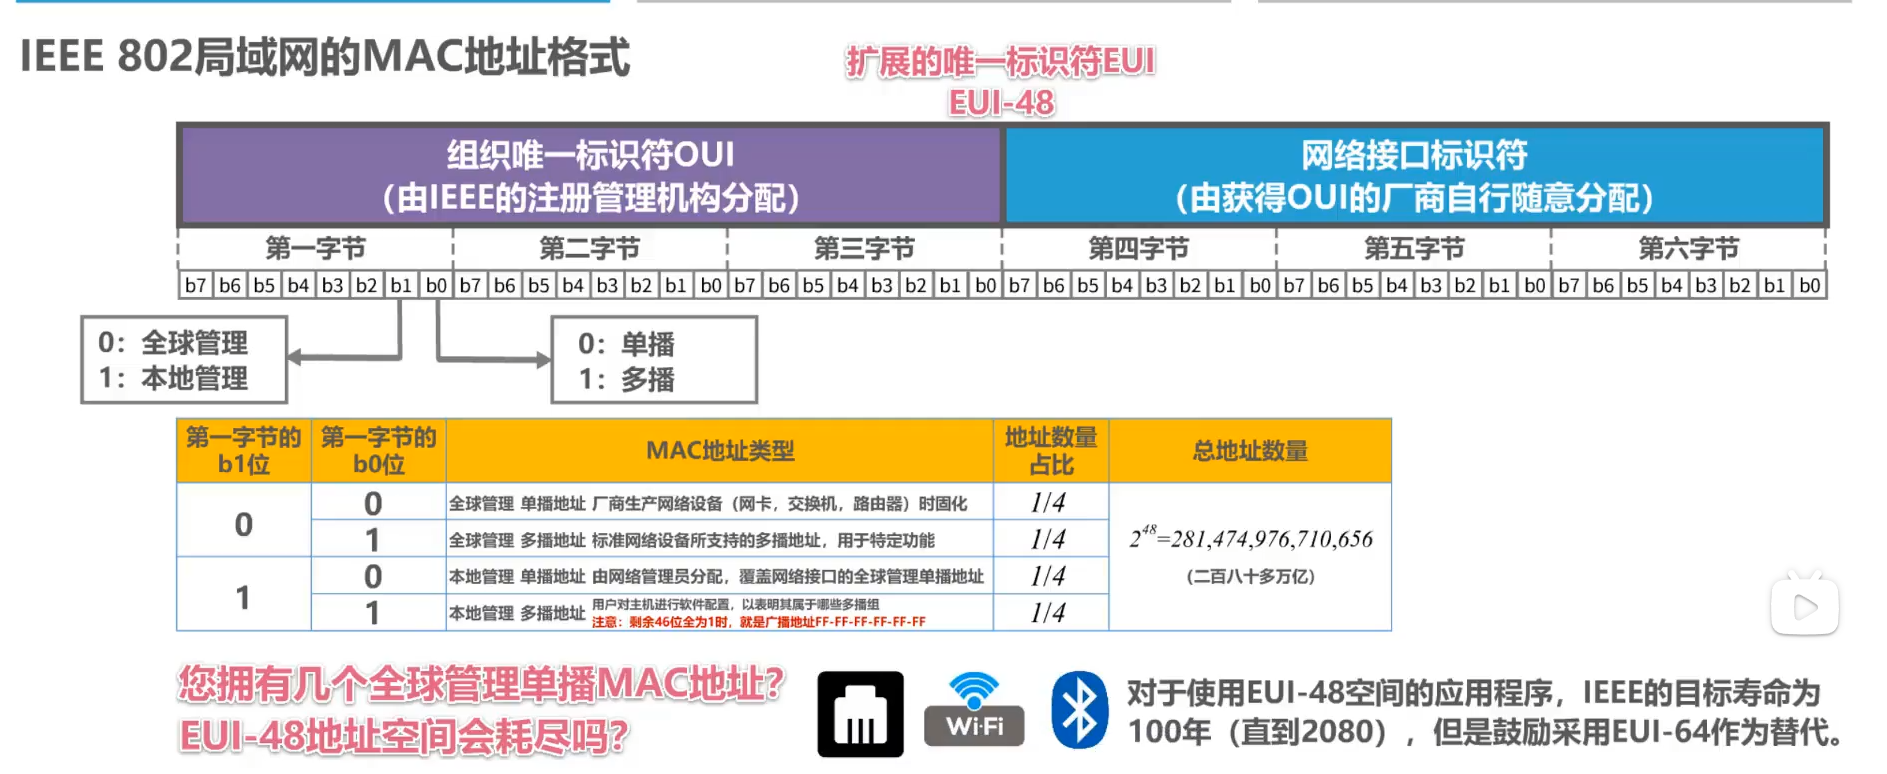 IEEE 802局域网的MAC地址格式
扩展的唯一标识符EUI
EUI-48
组织唯一标识符OUI
（由IEEE的注册管理机构分配）
网络接口标识符
（由获得OUI的厂商自行随意分配）
第一字节 第二字节 第三字节 第四字节 第五字节 第六字节
b7 b6 b5 b4 b3 b2 b1 b0 b7 b6 b5 b4 b3 b2 b1 b0 b7 b6 b5 b4 b3 b2 b1 b0 b7 b6 b5 b4 b3 b2 b1 b0 b7 b6 b5 b4 b3 b2 b1 b0 b7 b6 b5 b4 b3 b2 b1 b0
0：全球管理
1：本地管理
0：单播
1：多播
第一字节的
b1位
第一字节的
b0位
MAC地址类型
地址数量
占比
总地址数量
0
0
全球管理 单播地址 厂商生产网络设备（网卡，交换机，路由器）时固化
1/4
1
全球管理 多播地址 标准网络设备所支持的多播地址，用于特定功能
1/4
1
0
本地管理 单播地址 由网络管理员分配，覆盖网络接口的全球管理单播地址
1/4
1
本地管理 多播地址 用户对主机进行软件配置，以表明其属于哪些多播组
注意：剩余46位全为1时，就是广播地址FF-FF-FF-FF-FF-FF
1/4
2^48=281,474,976,710,656
（二百八十多万亿）
您拥有几个全球管理单播MAC地址？
EUI-48地址空间会耗尽吗？
Wi-Fi
对于使用EUI-48空间的应用程序，IEEE的目标寿命为
100年（直到2080），但是鼓励采用EUI-64作为替代。